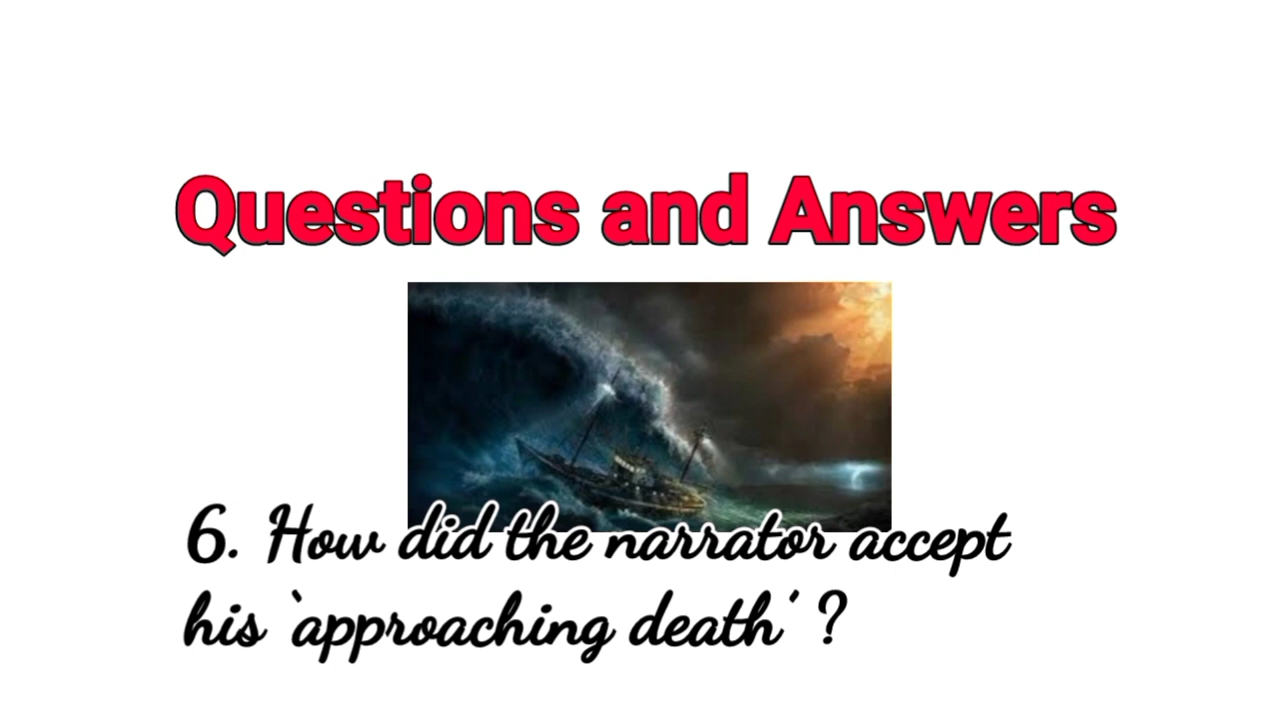 Questions and Answers
6. How did the narrator accept
his `approaching death' ?